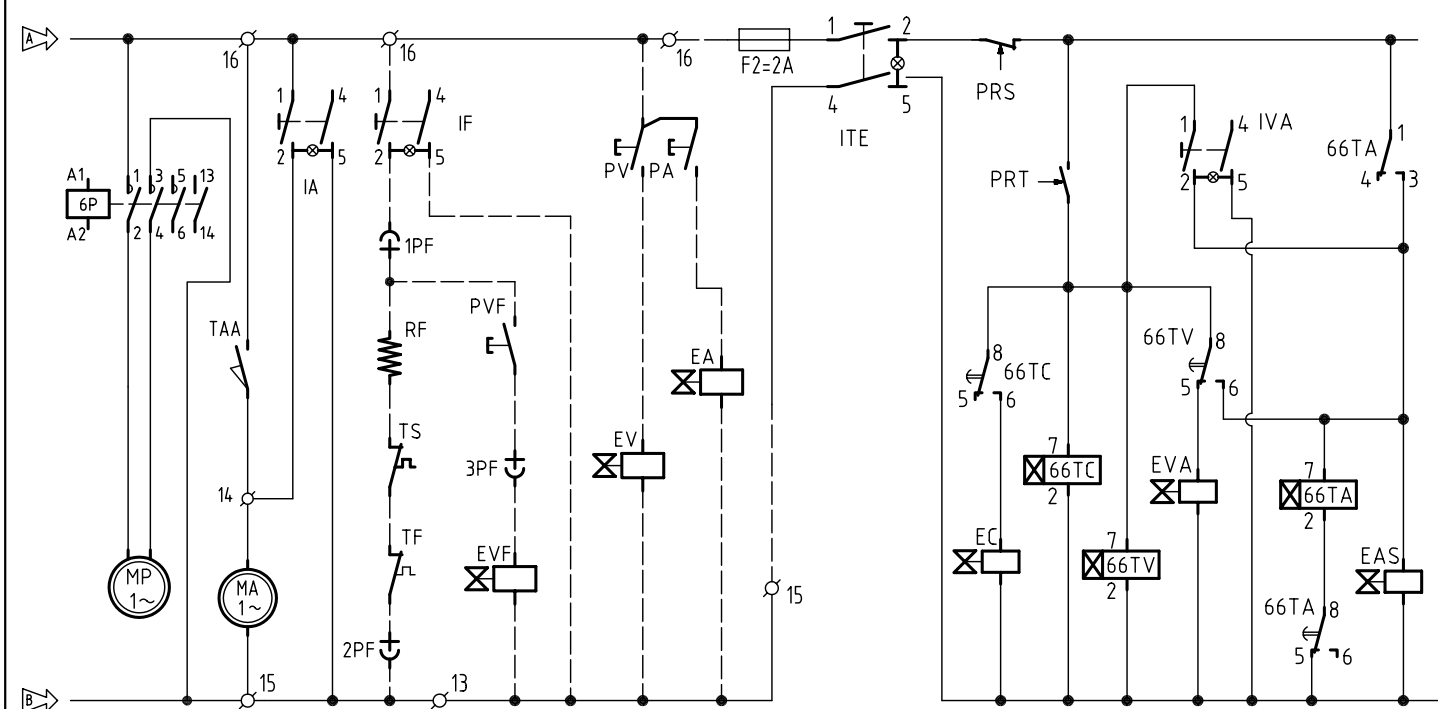 A
16
16
16
F2=2A
1 2
4 5
ITE
PRS
1 4
2 5
IA
1 4
IF
2 5
PV PA
PRT
1 4 IVA
2 5
66TA
1
4 3
A1
6P
A2
1 3 5 13
2 4 6 14
1PF
TAA
RF
PVF
EA
8
66TC
5 6
66TV
8
5 6
TS
3PF
EV
14
7
66TC
2
EVA
7
66TA
2
TF
EVF
EC
7
66TV
2
EAS
MP
1~
MA
1~
15
66TA
8
5 6
2PF
B
15
13